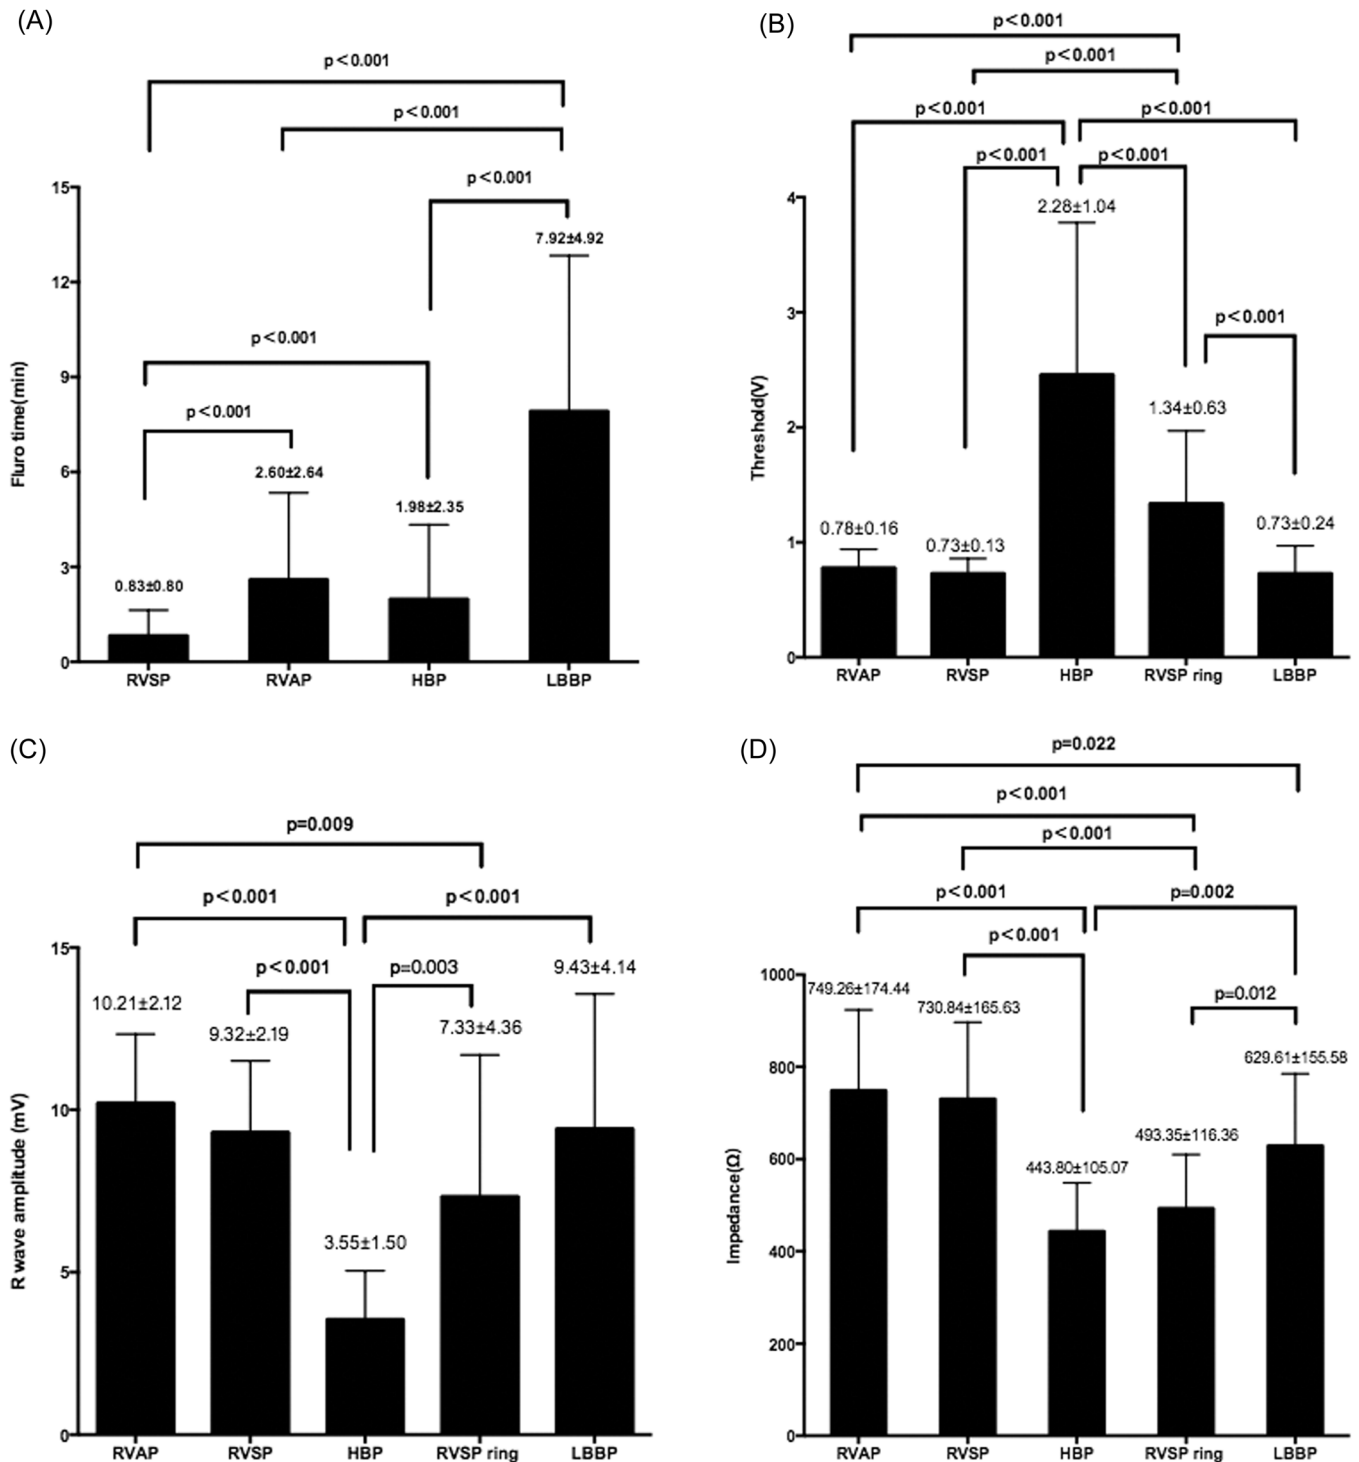 (A)
p<0.001
p<0.001
p<0.001
15
7.92±4.92
12
p<0.001
9
p<0.001
Fluro time(min)
6
2.60±2.64
1.98±2.35
3
0.83±0.80
0
RVSP RVAP HBP LBBP
(B)
p<0.001
p<0.001
p<0.001 p<0.001
p<0.001 p<0.001
4
2.28±1.04
3
p<0.001
Threshold(V)
2
1.34±0.63
0.78±0.16
0.73±0.13
0.73±0.24
1
0
RVAP RVSP HBP RVSP ring LBBP
(C)
p=0.009
p<0.001 p<0.001
15
p<0.001 p=0.003 9.43±4.14
10.21±2.12
9.32±2.19
7.33±4.36
10
R wave amplitude (mV)
3.55±1.50
5
0
RVAP RVSP HBP RVSP ring LBBP
(D)
p=0.022
p<0.001
p<0.001
p<0.001 p=0.002
p<0.001
1000
749.26±174.44
730.84±165.63
p=0.012
800
629.61±155.58
493.35±116.36
443.80±105.07
600
Impedance(Ω)
400
200
0
RVAP RVSP HBP RVSP ring LBBP